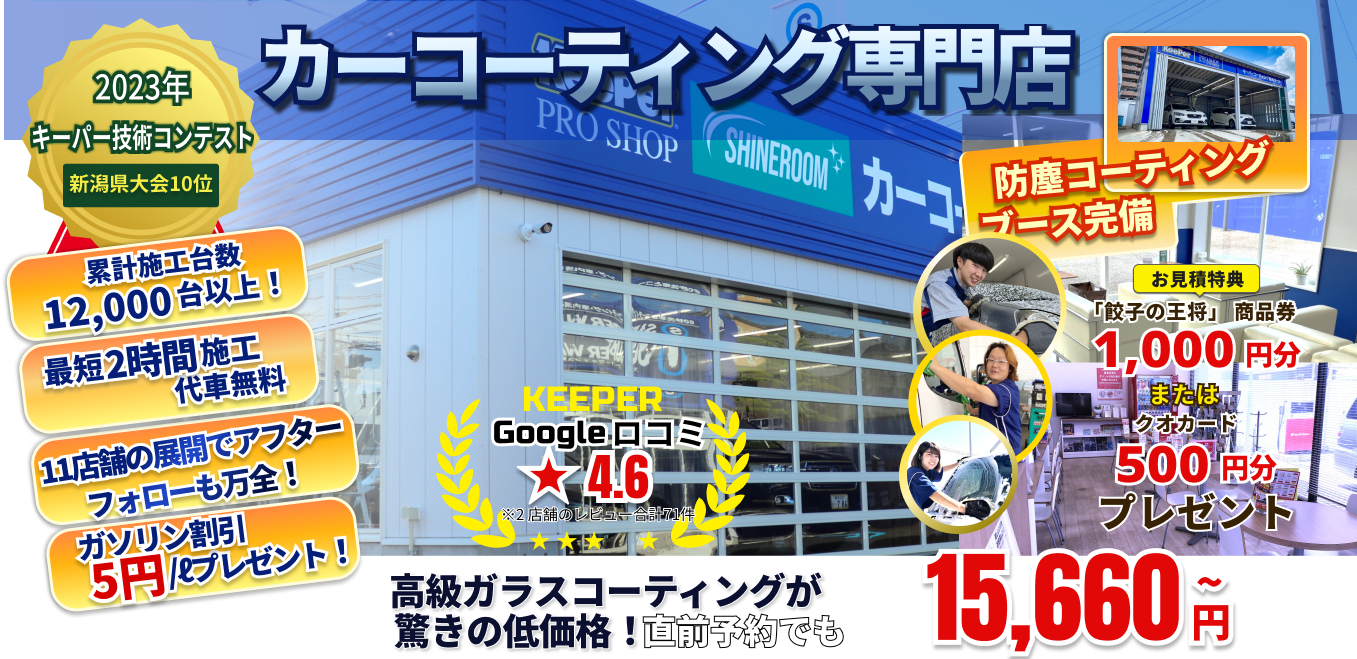 カーコーティング専門店
2023年
キーパー技術コンテスト
新潟県大会10位
KeePer
PRO SHOP
SHINEROOM
カーコー
防塵コーティング
ブース完備
累計施工台数
12,000台以上！
最短2時間施工
代車無料
11店舗の展開でアフター
フォローも万全！
ガソリン割引
5円/ℓプレゼント！
KEEPER
Google口コミ
★ 4.6
※2店舗のレビュー合計71件
お見積特典
「餃子の王将」 商品券
1,000円分
または
クオカード
500円分
プレゼント
高級ガラスコーティングが
驚きの低価格！直前予約でも
15,660円~